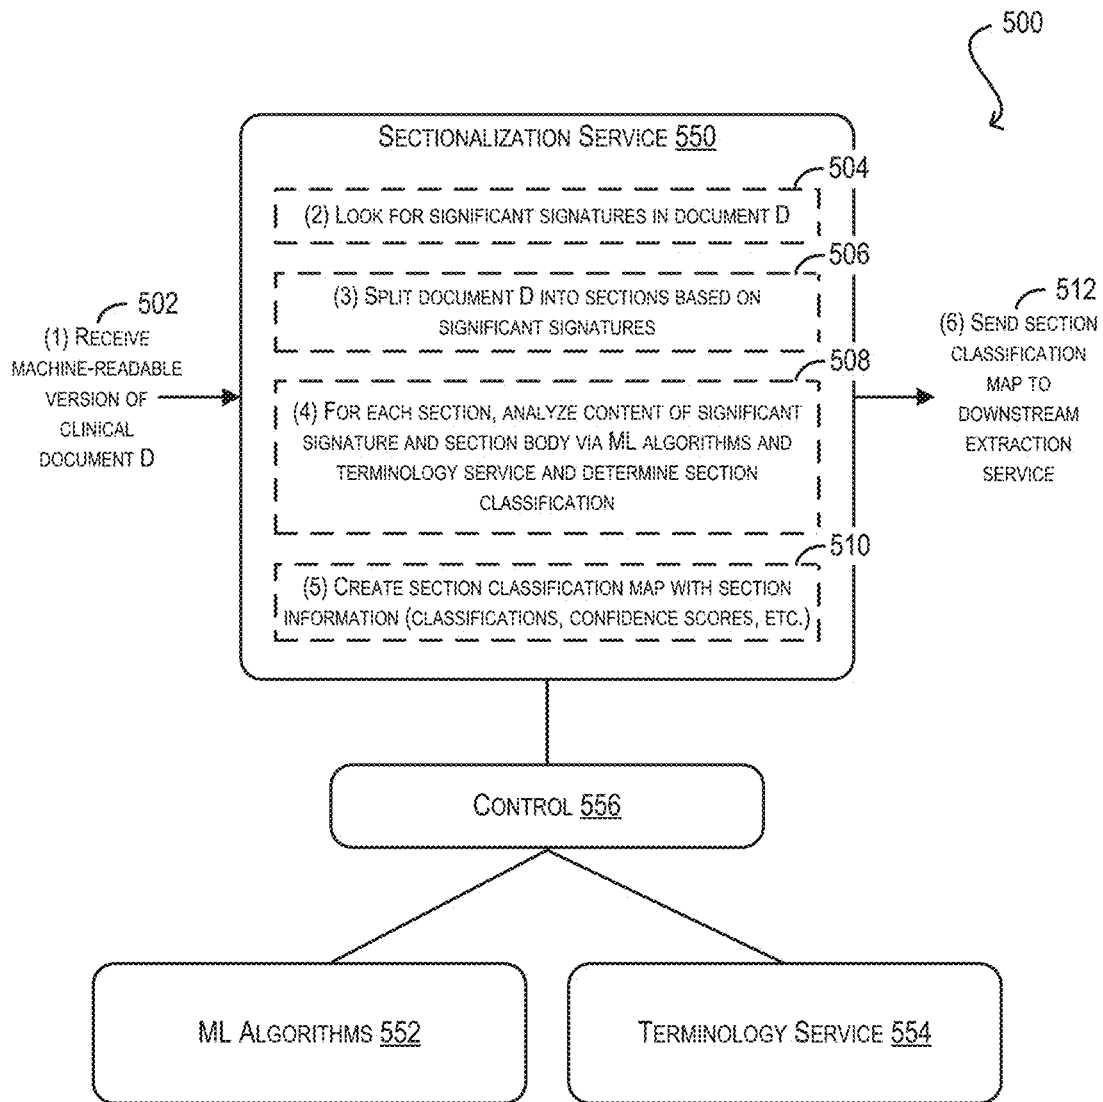 500
SECTIONALIZATION SERVICE 550
504
(2) LOOK FOR SIGNIFICANT SIGNATURES IN DOCUMENT D
506
(3) SPLIT DOCUMENT D INTO SECTIONS BASED ON
SIGNIFICANT SIGNATURES
502
(1) RECEIVE
MACHINE-READABLE
VERSION OF
CLINICAL
DOCUMENT D
508
(4) FOR EACH SECTION, ANALYZE CONTENT OF SIGNIFICANT
SIGNATURE AND SECTION BODY VIA ML ALGORITHMS AND
TERMINOLOGY SERVICE AND DETERMINE SECTION
CLASSIFICATION
510
(5) CREATE SECTION CLASSIFICATION MAP WITH SECTION
INFORMATION (CLASSIFICATIONS, CONFIDENCE SCORES, ETC.)
512
(6) SEND SECTION
CLASSIFICATION
MAP TO
DOWNSTREAM
EXTRACTION
SERVICE
CONTROL 556
ML ALGORITHMS 552
TERMINOLOGY SERVICE 554